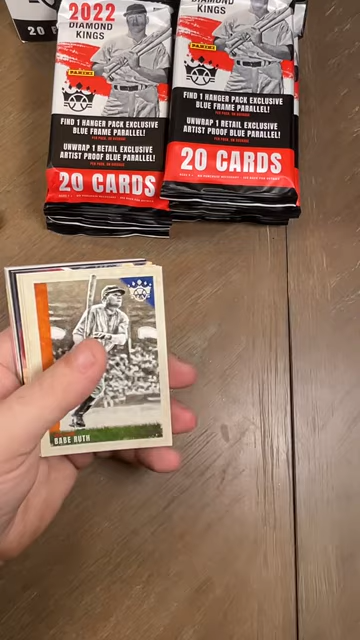 20
2022
DIAMOND
KINGS
PANINI
FIND 1 HANGER PACK EXCLUSIVE
BLUE FRAME PARALLEL!
UNWRAP 1 RETAIL EXCLUSIVE
ARTIST PROOF BLUE PARALLEL!
20 CARDS
DIAMOND
KINGS
PANINI
FIND 1 HANGER PACK EXCLUSIVE
BLUE FRAME PARALLEL!
UNWRAP 1 RETAIL EXCLUSIVE
ARTIST PROOF BLUE PARALLEL!
20 CARDS
BABE RUTH